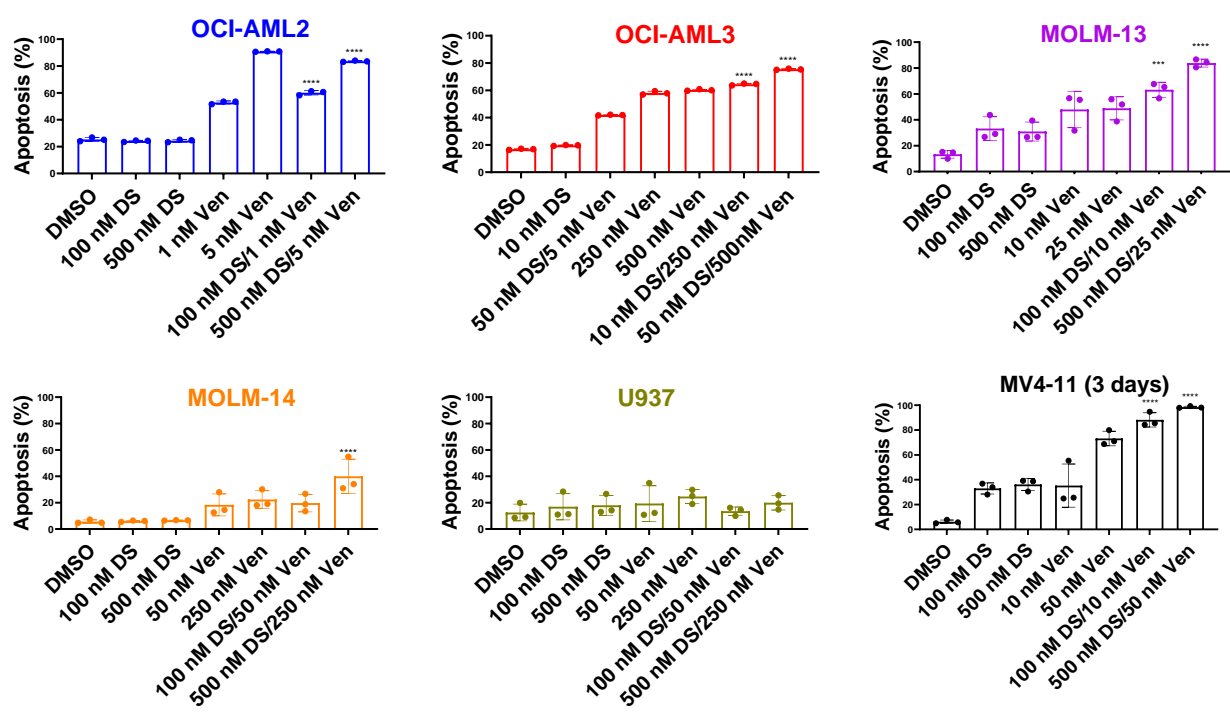 OCI-AML2
Apoptosis (%)
100
80
60
40
20
0
****
****
DMSO
100 nM DS
500 nM DS
1 nM Ven
5 nM Ven
100 nM DS/1 nM Ven
500 nM DS/5 nM Ven
OCI-AML3
Apoptosis (%)
100
80
60
40
20
0
****
****
DMSO
10 nM DS
50 nM DS/5 nM Ven
250 nM Ven
500 nM Ven
10 nM DS/250 nM Ven
50 nM DS/500nM Ven
MOLM-13
Apoptosis (%)
100
80
60
40
20
0
***
****
DMSO
100 nM DS
500 nM DS
10 nM Ven
25 nM Ven
100 nM DS/10 nM Ven
500 nM DS/25 nM Ven
MOLM-14
Apoptosis (%)
100
80
60
40
20
0
****
DMSO
100 nM DS
500 nM DS
50 nM Ven
250 nM Ven
100 nM DS/50 nM Ven
500 nM DS/250 nM Ven
U937
Apoptosis (%)
100
80
60
40
20
0
DMSO
100 nM DS
500 nM DS
50 nM Ven
250 nM Ven
100 nM DS/50 nM Ven
500 nM DS/250 nM Ven
MV4-11 (3 days)
Apoptosis (%)
100
80
60
40
20
0
****
****
DMSO
100 nM DS
500 nM DS
10 nM Ven
50 nM Ven
100 nM DS/10 nM Ven
500 nM DS/50 nM Ven